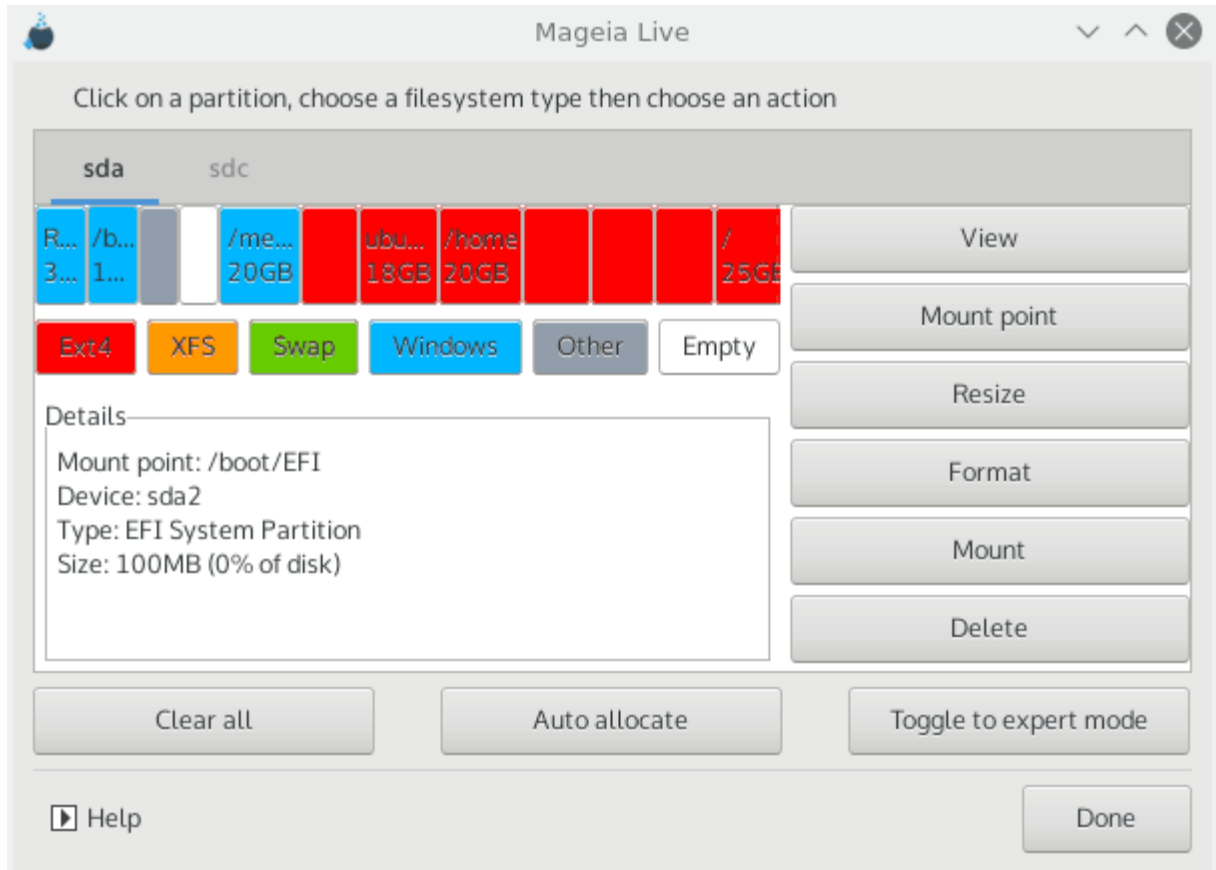 Mageia Live
Click on a partition, choose a filesystem type then choose an action
sda sdc
R... /b... /me... ubu... /home /
3... 1... 20GB 18GB 20GB 25GB
Ext4 XFS Swap Windows Other Empty
Details
Mount point: /boot/EFI
Device: sda2
Type: EFI System Partition
Size: 100MB (0% of disk)
View
Mount point
Resize
Format
Mount
Delete
Clear all Auto allocate Toggle to expert mode
Help Done